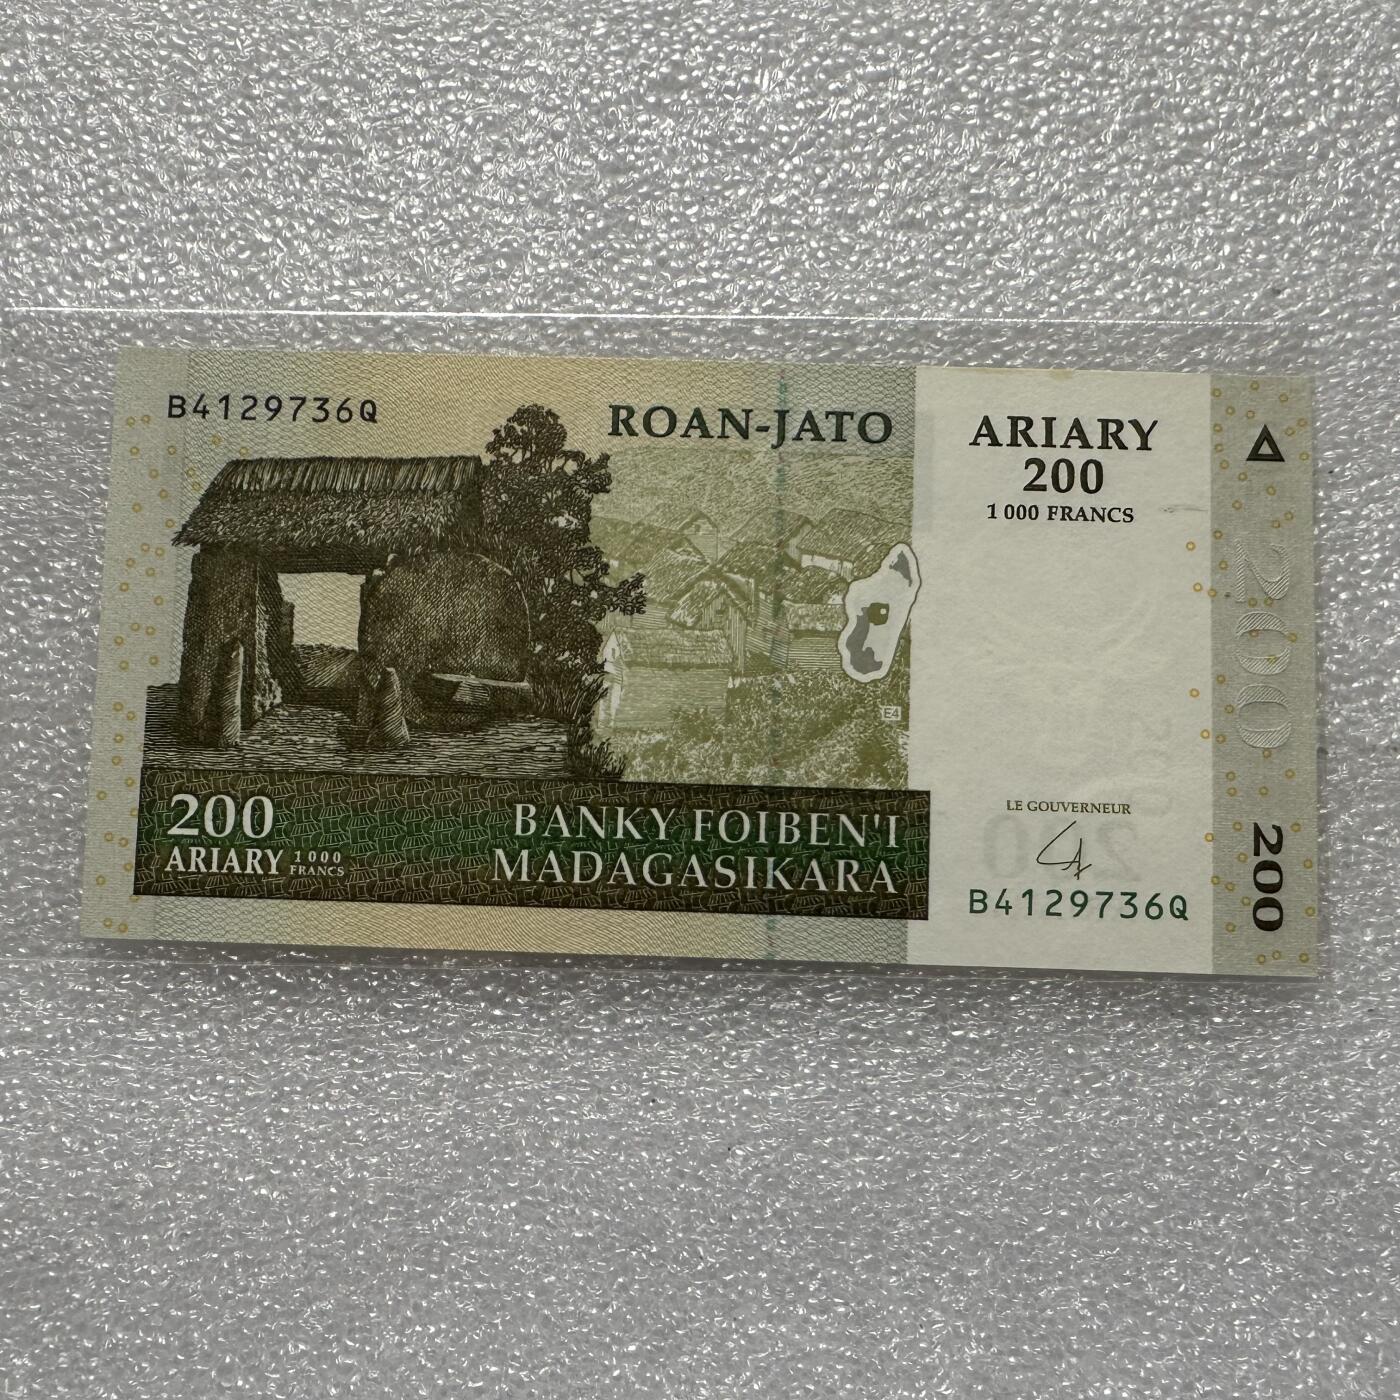 B4129736Q
ROAN-JATO
ARIARY
200
1 000 FRANCS
200
E4
LE GOUVERNEUR
B4129736Q
200
200
ARIARY 1 000
FRANCS
BANKY FOIBEN'I
MADAGASIKARA